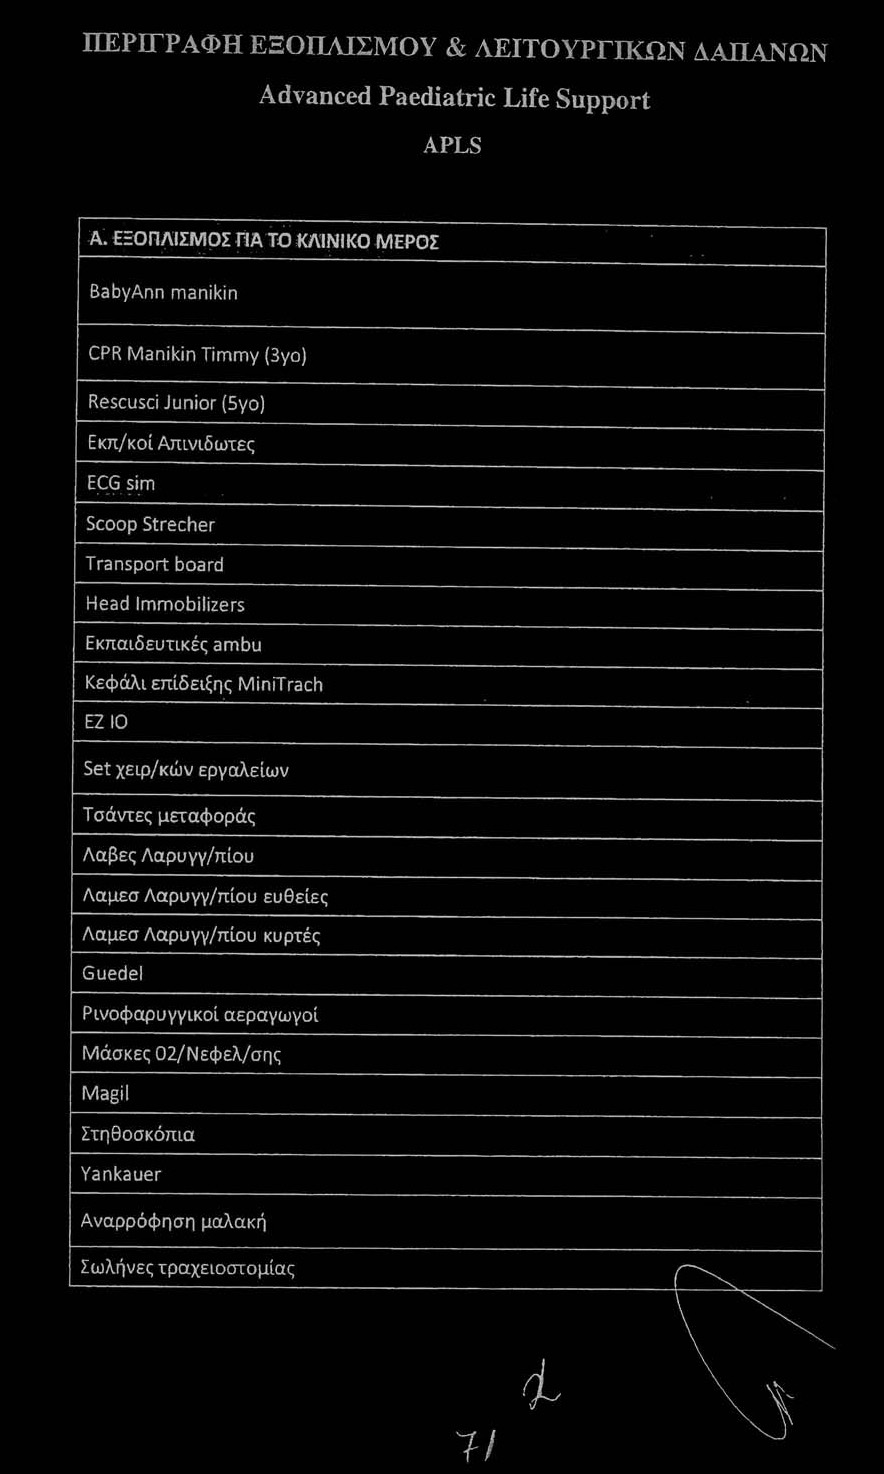 ΠΕΡΙΓΡΑΦΗ ΕΞΟΠΛΙΣΜΟΥ & ΛΕΙΤΟΥΡΓΙΚΩΝ ΔΑΠΑΝΩΝ
Advanced Paediatric Life Support
APLS
Α. ΕΞΟΠΛΙΣΜΟΣ ΓΙΑ ΤΟ ΚΛΙΝΙΚΟ ΜΕΡΟΣ
BabyAnn manikin
CPR Manikin Timmy (3yo)
Rescusci Junior (5yo)
Εκπ/κοί Απινιδωτες
ECG sim
Scoop Strecher
Transport board
Head Immobilizers
Εκπαιδευτικές ambu
Κεφάλι επίδειξης MiniTrach
EZ IO
Set χειρ/κών εργαλείων
Τσάντες μεταφοράς
Λαβες Λαρυγγ/πίου
Λαμεσ Λαρυγγ/πίου ευθείες
Λαμεσ Λαρυγγ/πίου κυρτές
Guedel
Ρινοφαρυγγικοί αεραγωγοί
Μάσκες 02/Νεφελ/σης
Magil
Στηθοσκόπια
Yankauer
Αναρρόφηση μαλακή
Σωλήνες τραχειοστομίας
71